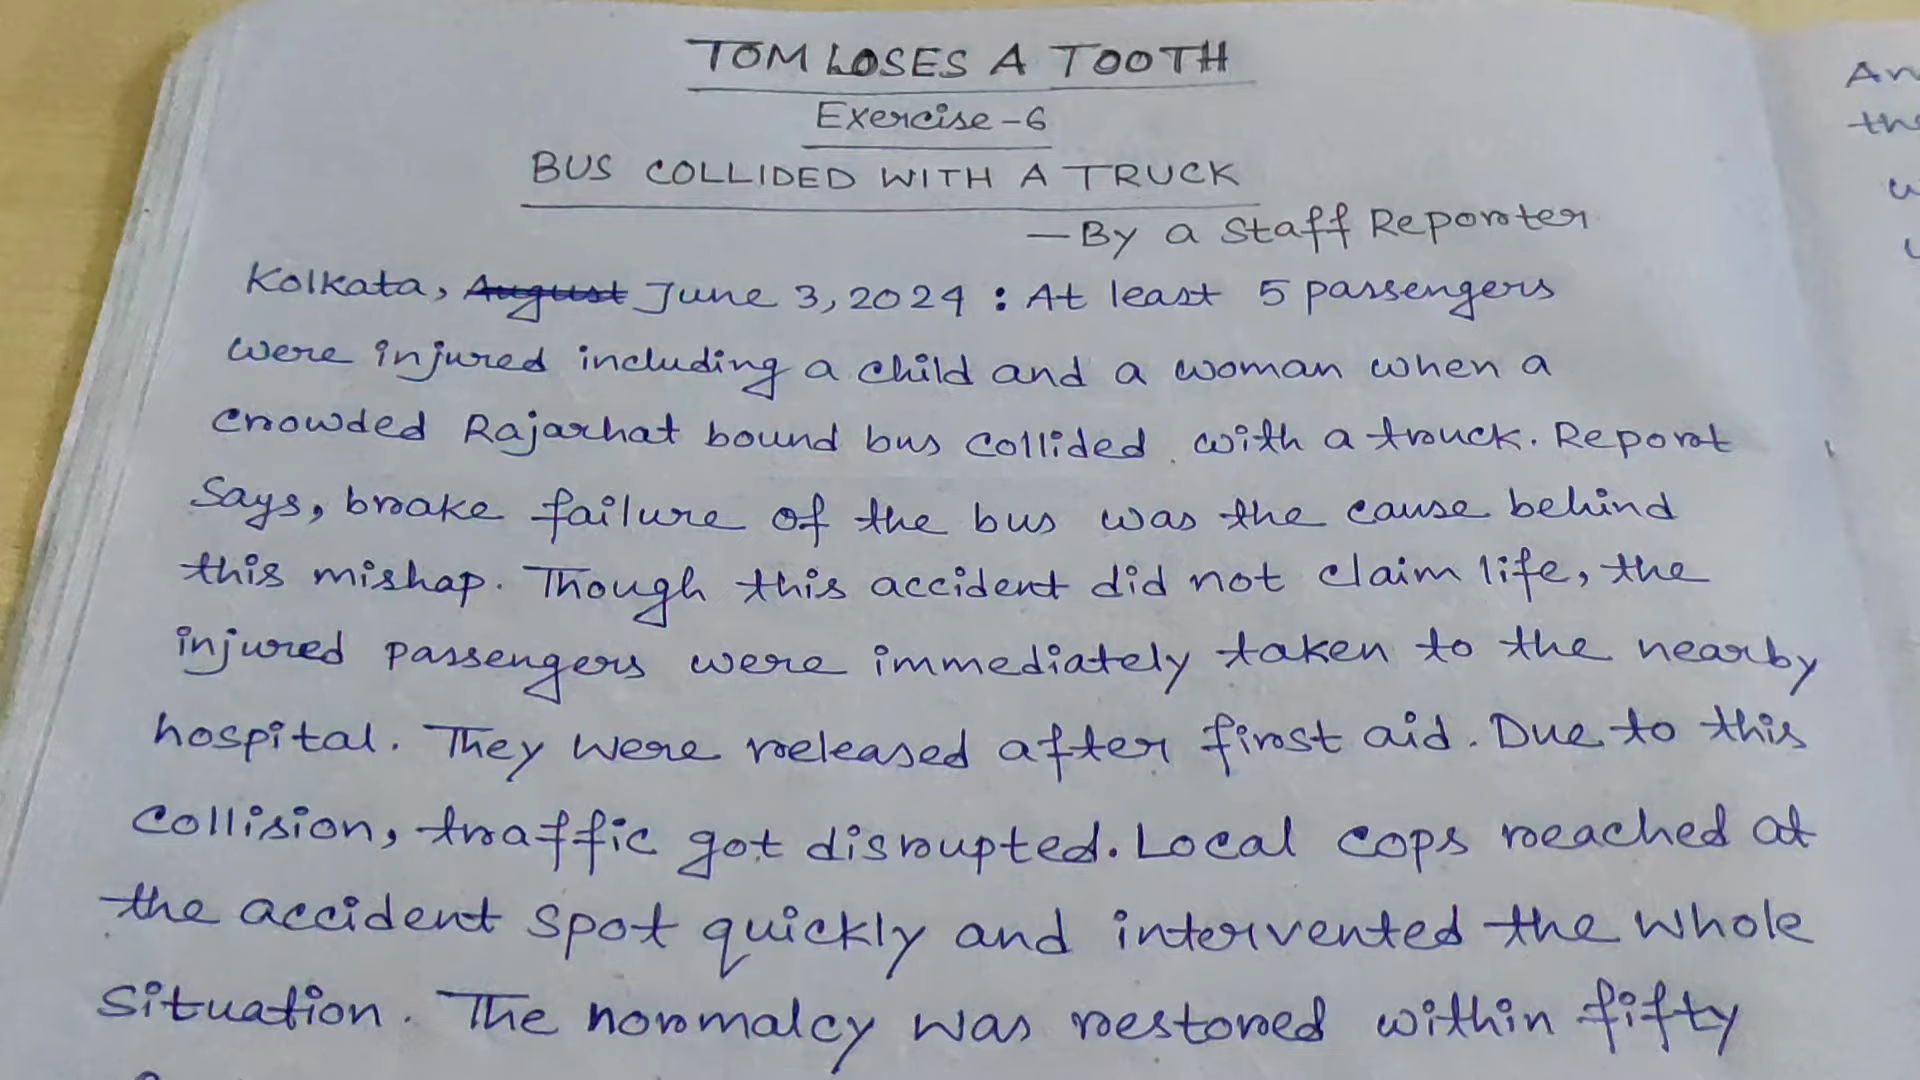 TOM LOSES A TOOTH
Exercise-6
BUS COLLIDED WITH A TRUCK
—By a Staff Reporter
Kolkata, August June 3, 2024 : At least 5 passengers
were injured including a child and a woman when a
crowded Rajarhat bound bus collided with a truck. Report
Says, brake failure of the bus was the cause behind
this mishap. Though this accident did not claim life, the
injured passengers were immediately taken to the nearby
hospital. They were released after first aid. Due to this
collision, traffic got disrupted. Local cops reached at
the accident spot quickly and intervented the whole
situation. The normalcy was restored within fifty
An
the